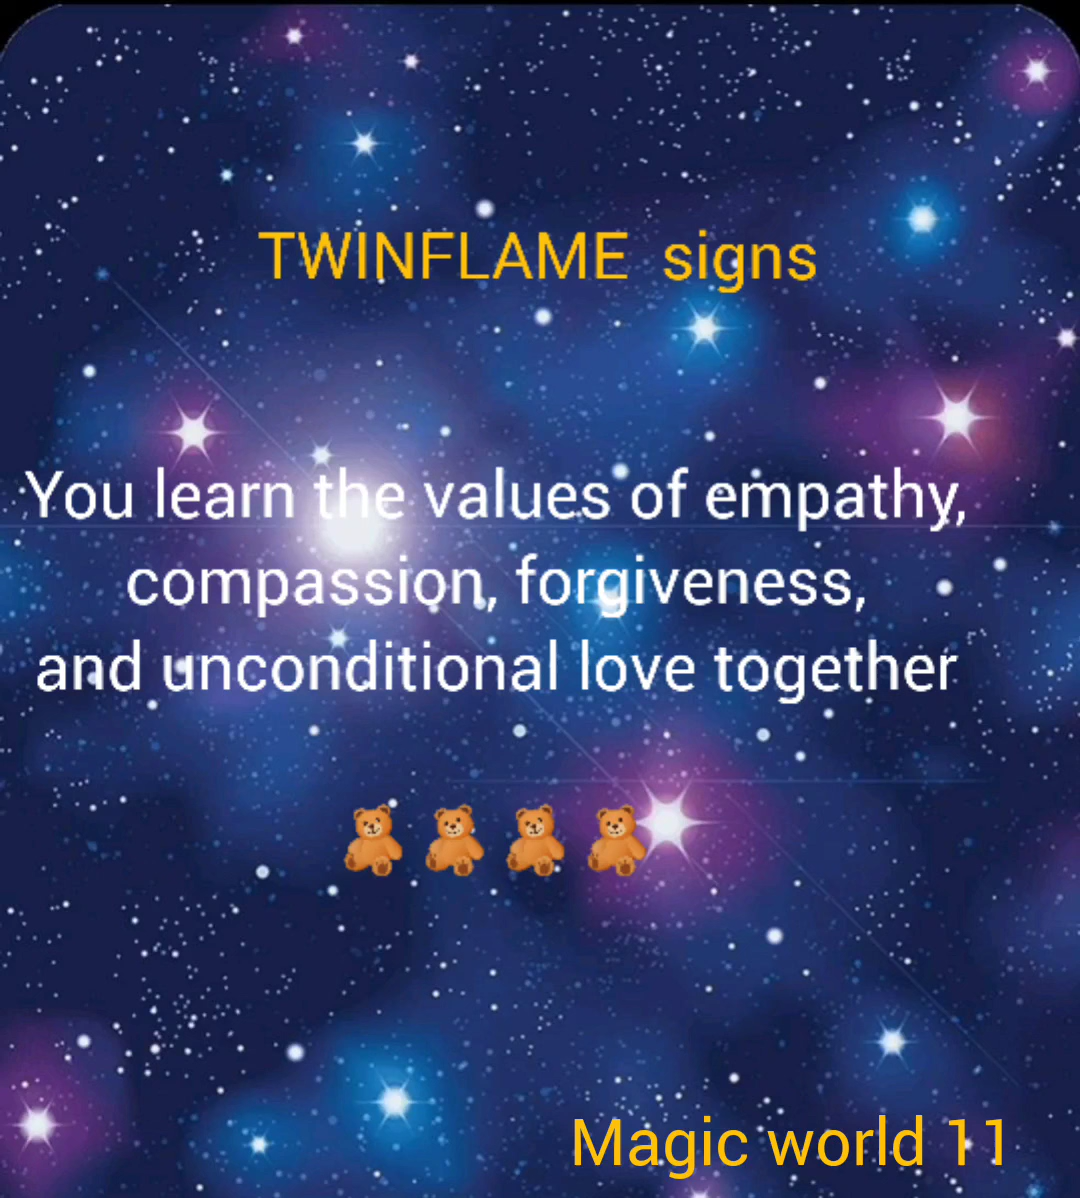 TWINFLAME signs
You learn the values of empathy,
compassion, forgiveness,
and unconditional love together
🧸 🧸 🧸 🧸
Magic world 11